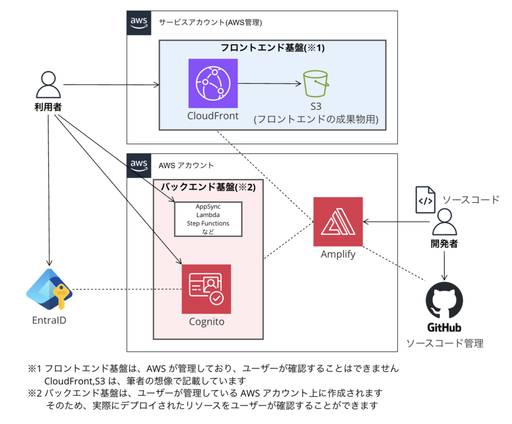 aws
サービスアカウント(AWS管理)
フロントエンド基盤(※1)
CloudFront
S3
(フロントエンドの成果物用)
利用者
aws
AWS アカウント
バックエンド基盤(※2)
AppSync
Lambda
Step Functions
など
Cognito
EntraID
Amplify
ソースコード
開発者
GitHub
ソースコード管理
※1 フロントエンド基盤は、AWS が管理しており、ユーザーが確認することはできません
CloudFront,S3 は、筆者の想像で記載しています
※2 バックエンド基盤は、ユーザーが管理している AWS アカウント上に作成されます
そのため、実際にデプロイされたリソースをユーザーが確認することができます